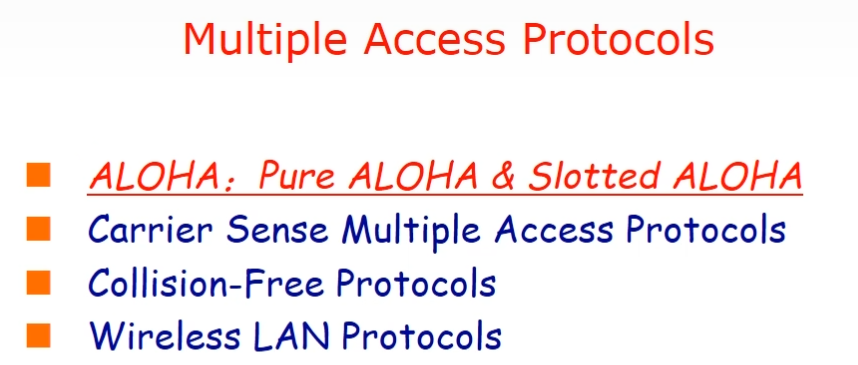 Multiple Access Protocols
ALOHA：Pure ALOHA & Slotted ALOHA
Carrier Sense Multiple Access Protocols
Collision-Free Protocols
Wireless LAN Protocols